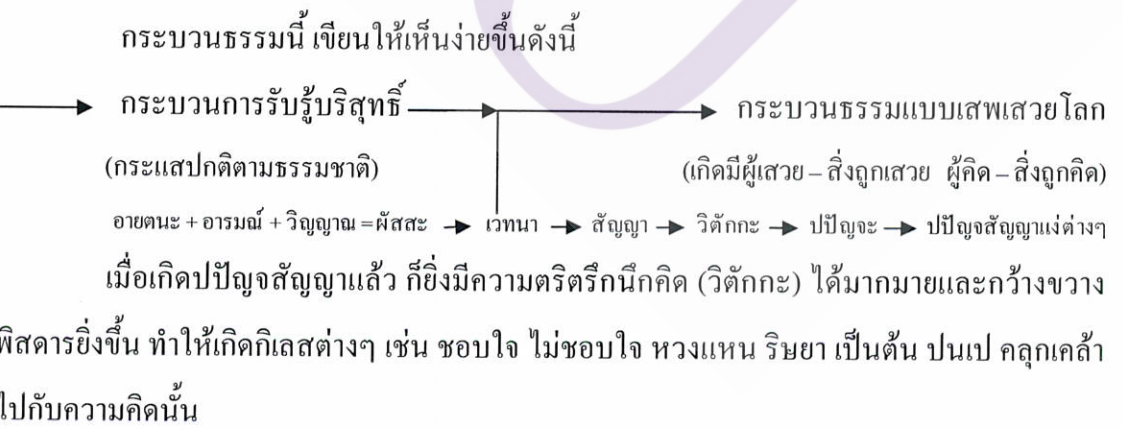 กระบวนธรรมนี้ เขียนให้เห็นง่ายขึ้นดังนี้
กระบวนการรับรู้บริสุทธิ์ กระบวนธรรมแบบเสพเสวยโลก
(กระแสปกติตามธรรมชาติ) (เกิดมีผู้เสวย – สิ่งถูกเสวย ผู้คิด – สิ่งถูกคิด)
อายตนะ + อารมณ์ + วิญญาณ = ผัสสะ เวทนา สัญญา วิตักกะ ปปัญจะ ปปัญจสัญญาแง่ต่างๆ
เมื่อเกิดปปัญจสัญญาแล้ว ก็ยิ่งมีความตริตรึกนึกคิด (วิตักกะ) ได้มากมายและกว้างขวาง
พิสดารยิ่งขึ้น ทำให้เกิดกิเลสต่างๆ เช่น ชอบใจ ไม่ชอบใจ หวงแหน ริษยา เป็นต้น ปนเป คลุกเคล้า
ไปกับความคิดนั้น